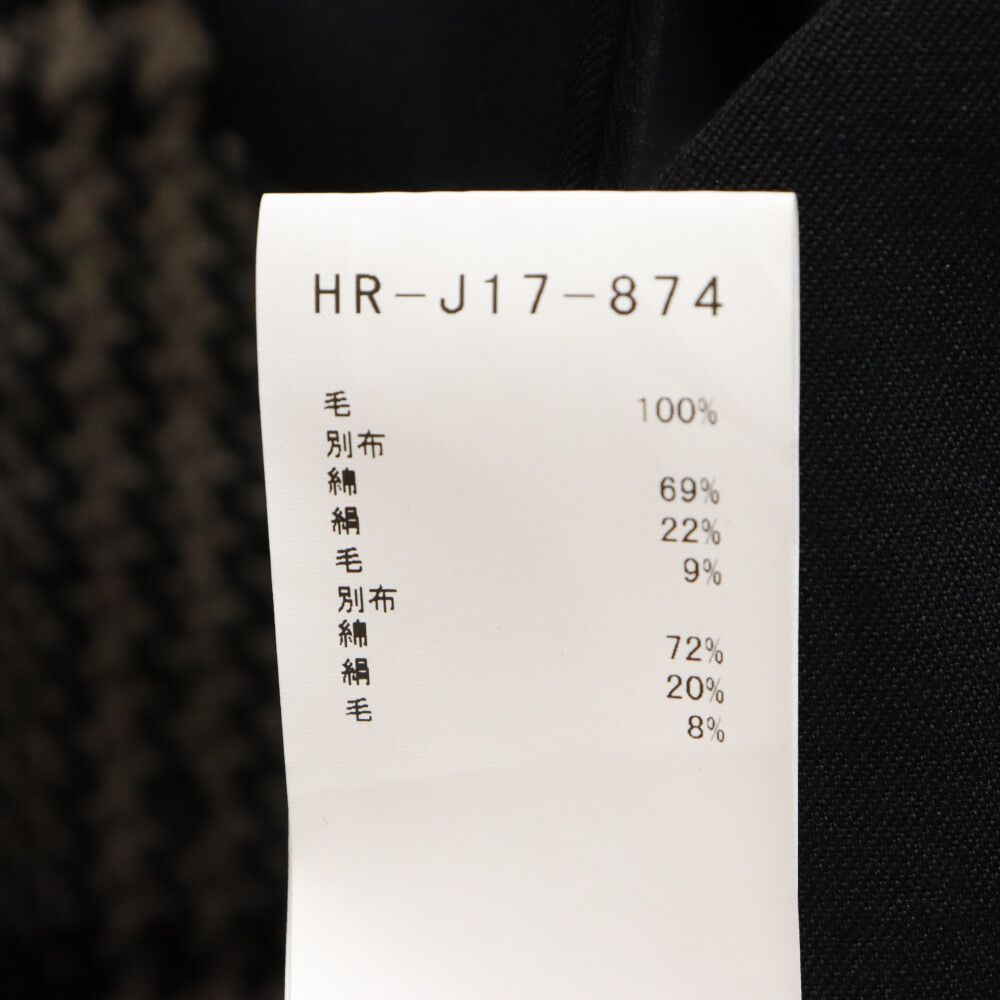 HR-J17-874
毛 100%
別布
綿 69%
絹 22%
毛 9%
別布
綿 72%
絹 20%
毛 8%